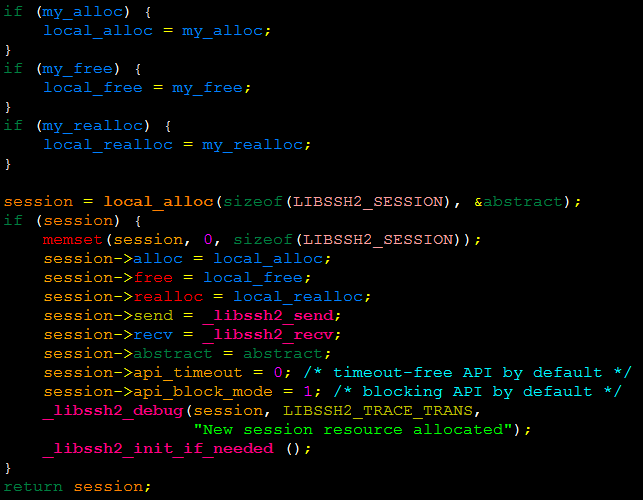 if (my_alloc) {
    local_alloc = my_alloc;
}
if (my_free) {
    local_free = my_free;
}
if (my_realloc) {
    local_realloc = my_realloc;
}

session = local_alloc(sizeof(LIBSSH2_SESSION), &abstract);
if (session) {
    memset(session, 0, sizeof(LIBSSH2_SESSION));
    session->alloc = local_alloc;
    session->free = local_free;
    session->realloc = local_realloc;
    session->send = _libssh2_send;
    session->recv = _libssh2_recv;
    session->abstract = abstract;
    session->api_timeout = 0; /* timeout-free API by default */
    session->api_block_mode = 1; /* blocking API by default */
    _libssh2_debug(session, LIBSSH2_TRACE_TRANS,
                   "New session resource allocated");
    _libssh2_init_if_needed ();
}
return session;